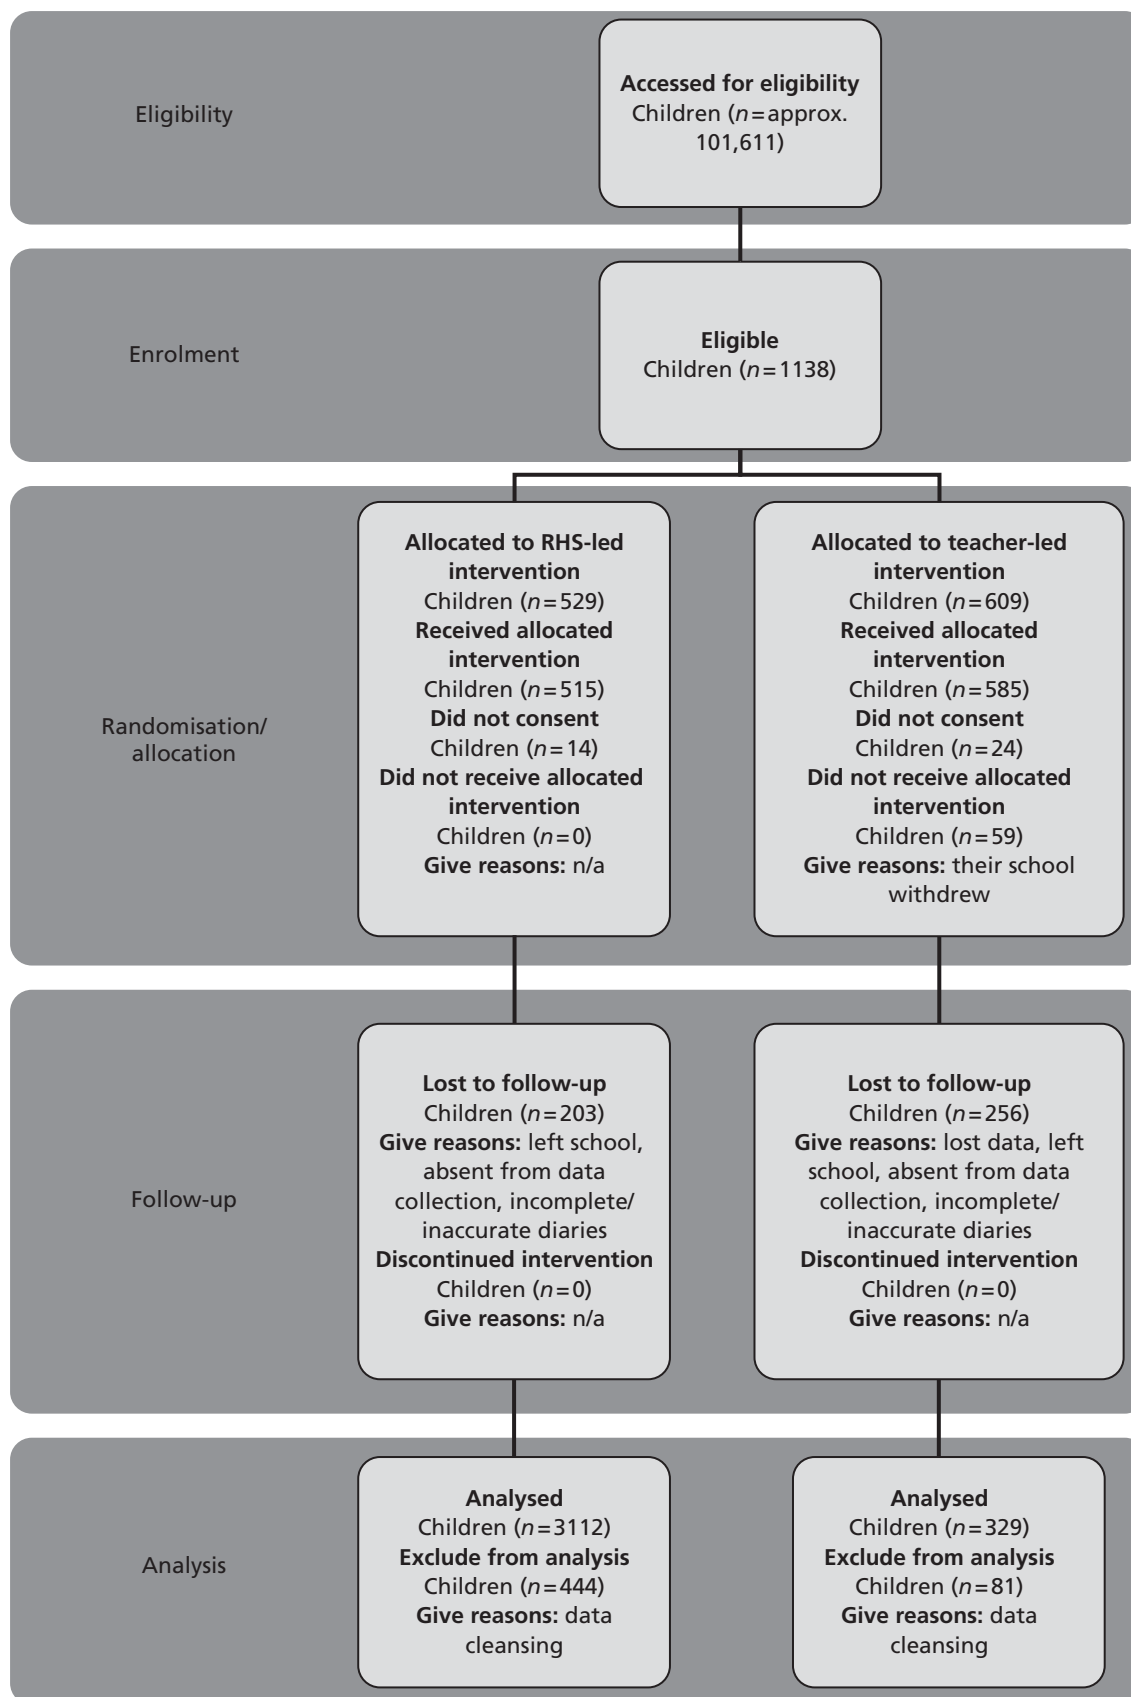 Eligibility
Accessed for eligibility
Children (n=approx.
101,611)
Enrolment
Eligible
Children (n=1138)
Randomisation/
allocation
Allocated to RHS-led
intervention
Children (n=529)
Received allocated
intervention
Children (n=515)
Did not consent
Children (n=14)
Did not receive allocated
intervention
Children (n=0)
Give reasons: n/a
Allocated to teacher-led
intervention
Children (n=609)
Received allocated
intervention
Children (n=585)
Did not consent
Children (n=24)
Did not receive allocated
intervention
Children (n=59)
Give reasons: their school
withdrew
Follow-up
Lost to follow-up
Children (n=203)
Give reasons: left school,
absent from data
collection, incomplete/
inaccurate diaries
Discontinued intervention
Children (n=0)
Give reasons: n/a
Lost to follow-up
Children (n=256)
Give reasons: lost data, left
school, absent from data
collection, incomplete/
inaccurate diaries
Discontinued intervention
Children (n=0)
Give reasons: n/a
Analysis
Analysed
Children (n=3112)
Exclude from analysis
Children (n=444)
Give reasons: data
cleansing
Analysed
Children (n=329)
Exclude from analysis
Children (n=81)
Give reasons: data
cleansing